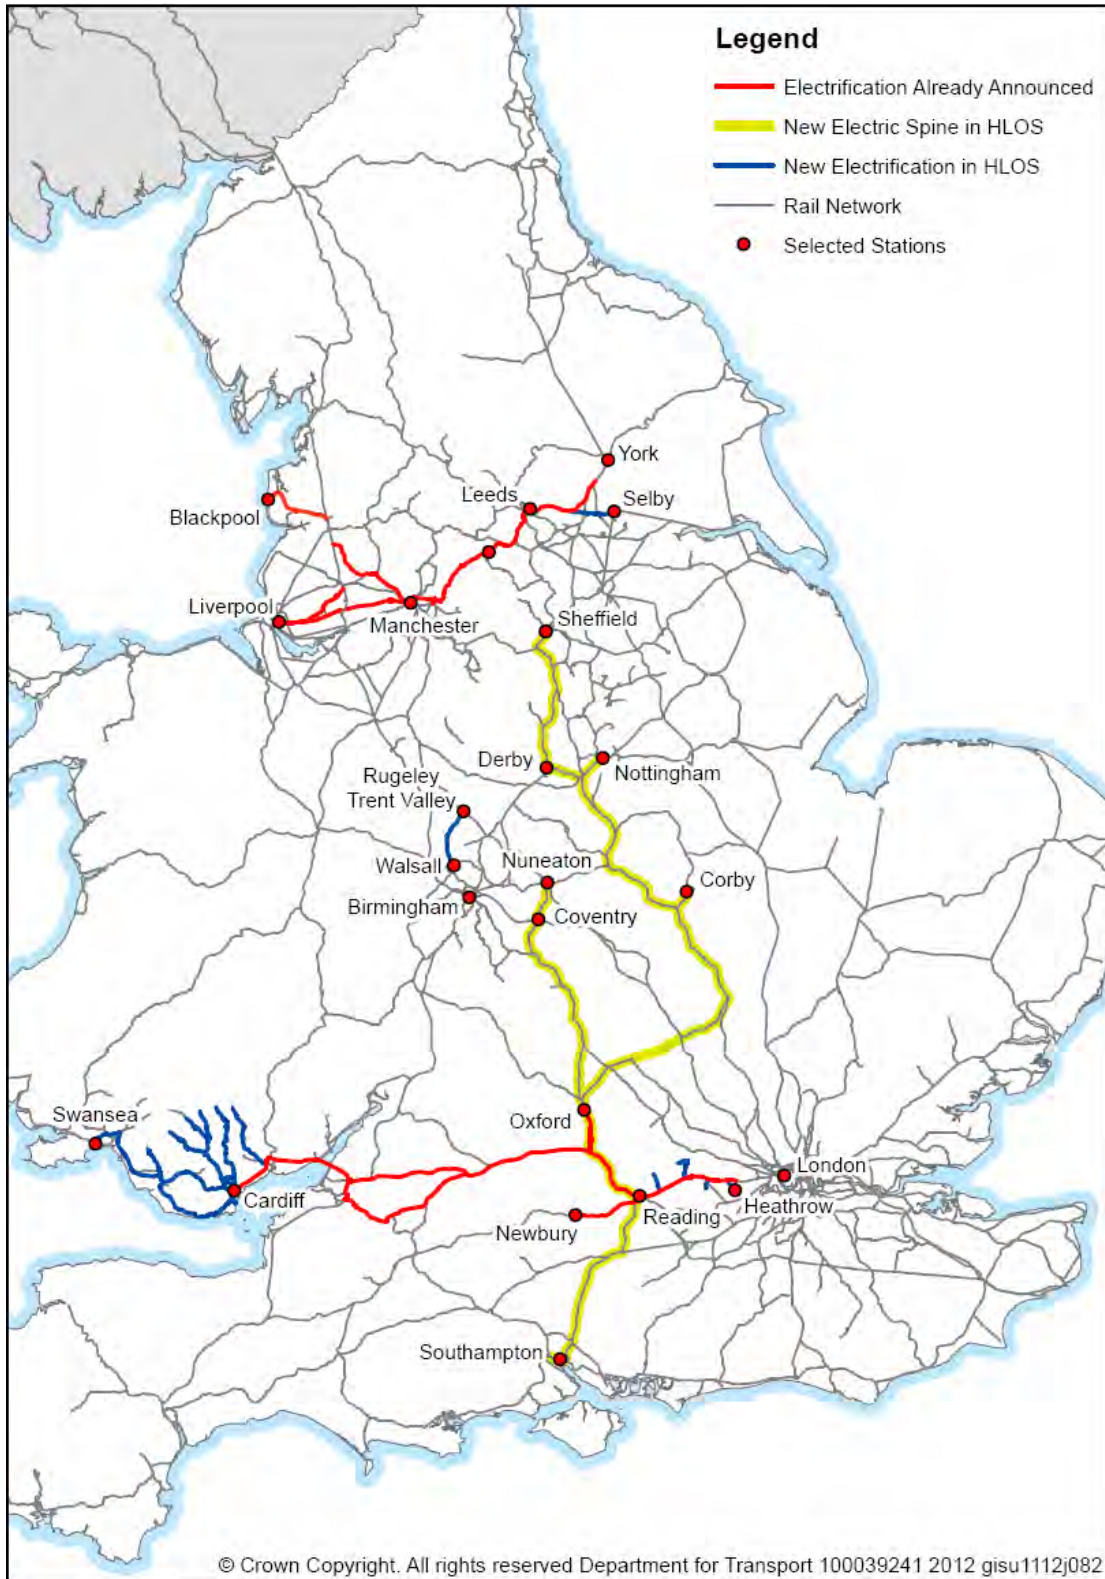 Legend
Electrification Already Announced
New Electric Spine in HLOS
New Electrification in HLOS
Rail Network
Selected Stations
York
Leeds
Selby
Blackpool
Liverpool
Manchester
Sheffield
Derby
Nottingham
Rugeley
Trent Valley
Walsall
Nuneaton
Corby
Birmingham
Coventry
Swansea
Oxford
London
Cardiff
Newbury
Reading
Heathrow
Southampton
© Crown Copyright. All rights reserved Department for Transport 100039241 2012 gisu1112j082